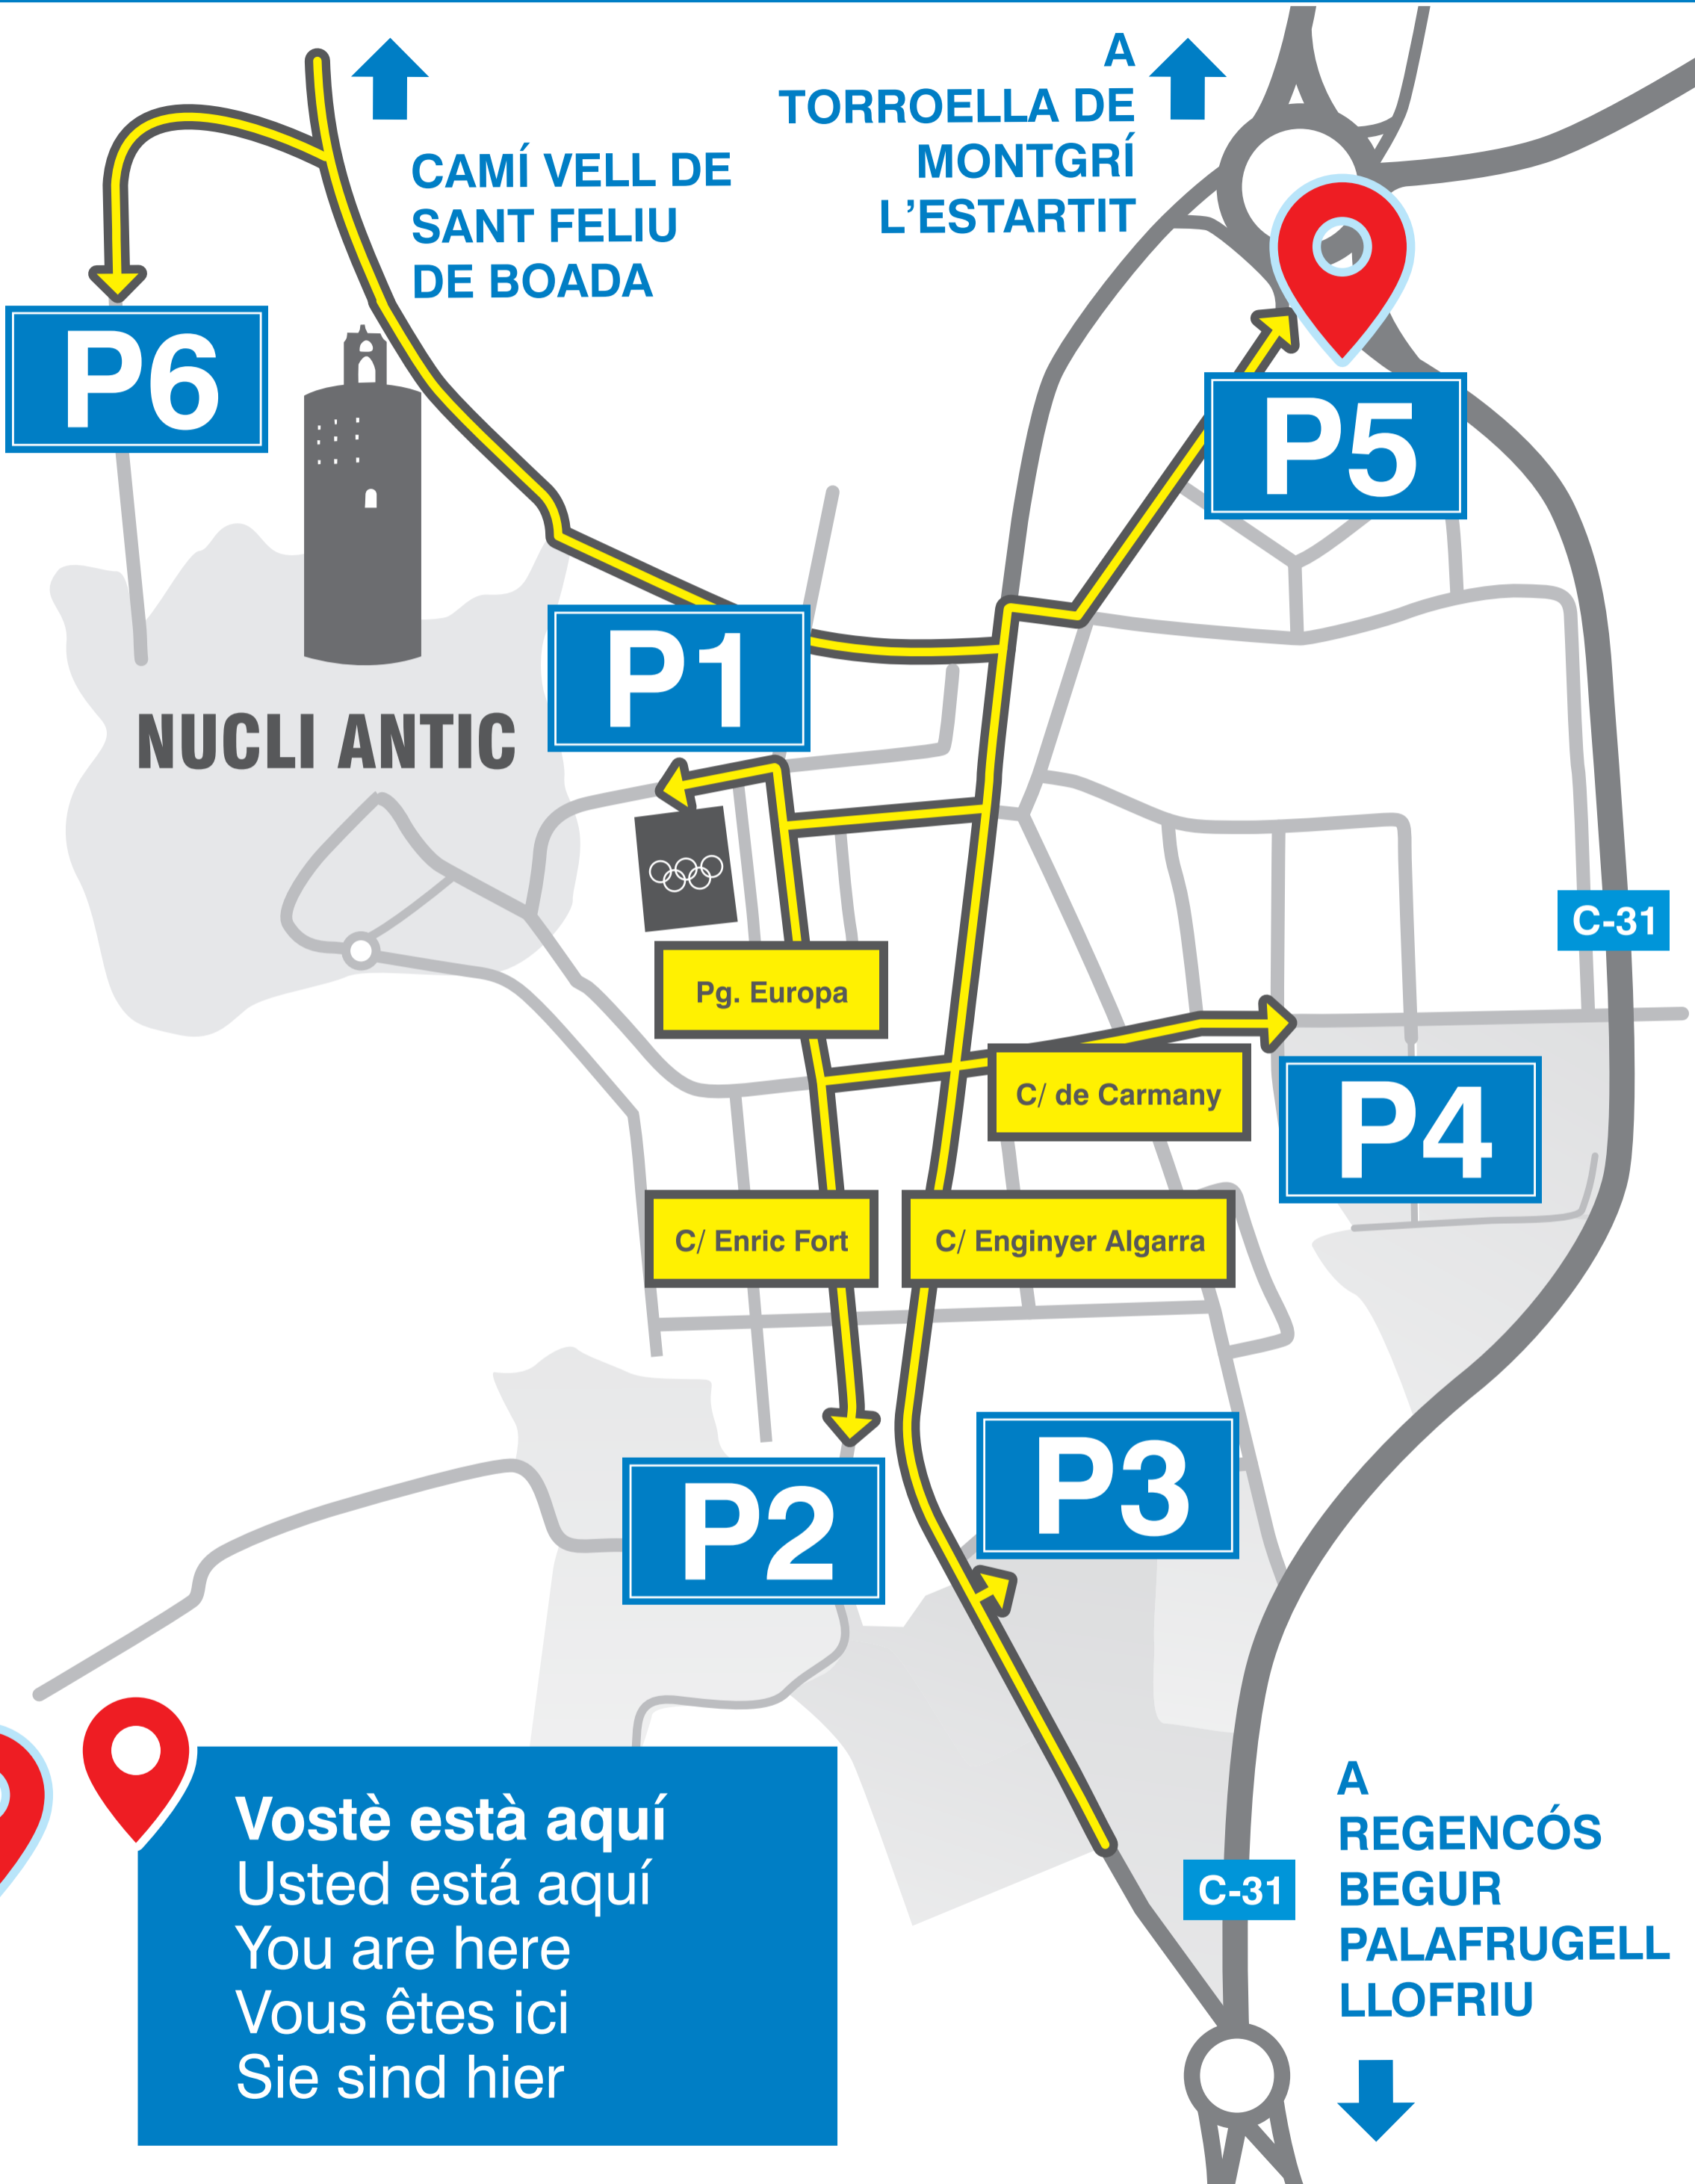 A
TORROELLA DE
MONTGRÍ
L'ESTARTIT
CAMÍ VELL DE
SANT FELIU
DE BOADA
P6
P5
P1
NUCLI ANTIC
C-31
Pg. Europa
C/ de Carmany
P4
C/ Enric Fort
C/ Enginyer Algarra
P3
P2
Vostè està aquí
Usted está aquí
You are here
Vous êtes ici
Sie sind hier
A
REGENCÓS
BEGUR
PALAFRUGELL
LLOFRIU
C-31